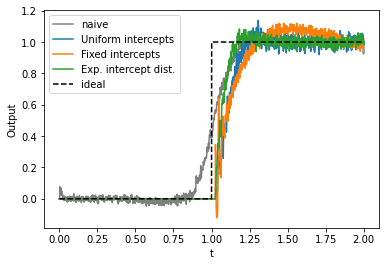 naive
Uniform intercepts
Fixed intercepts
Exp. intercept dist.
ideal
Output
1.2
1.0
0.8
0.6
0.4
0.2
0.0
0.00 0.25 0.50 0.75 1.00 1.25 1.50 1.75 2.00
t